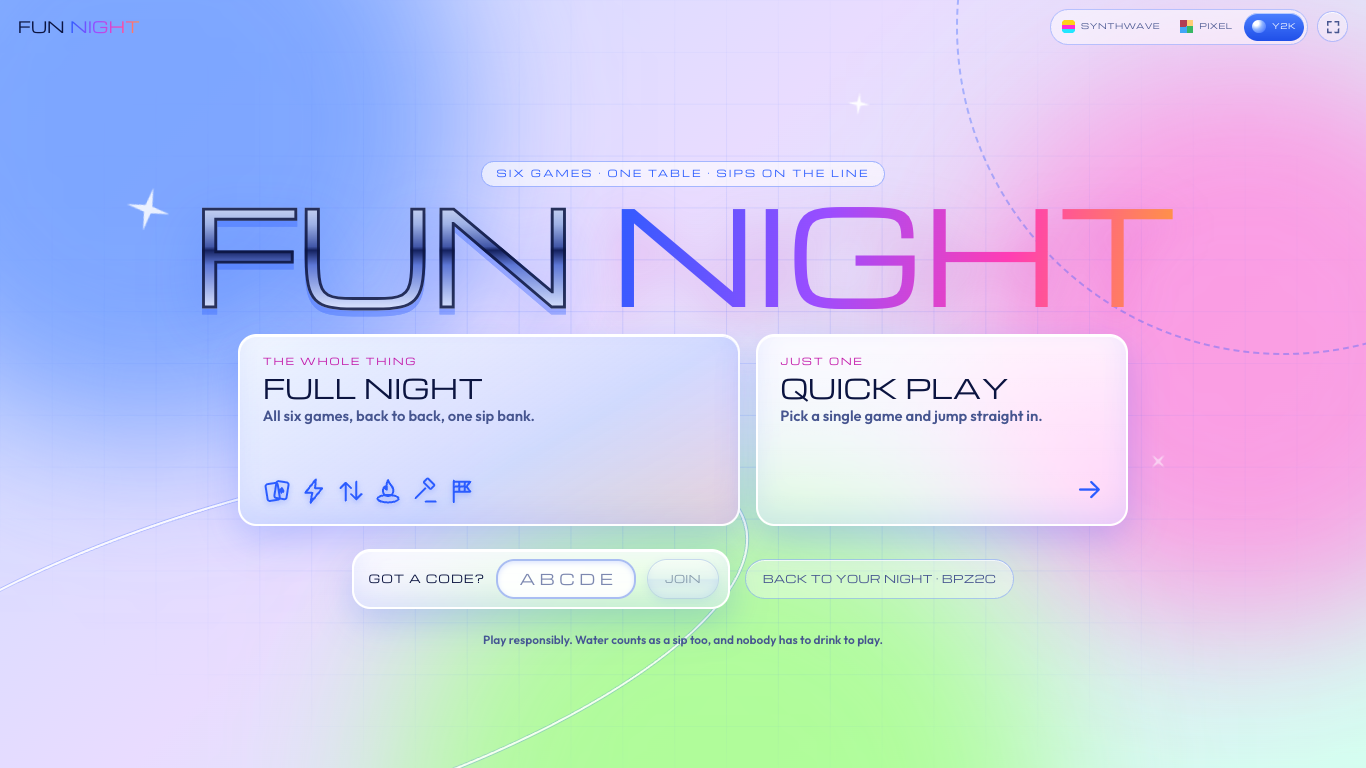 FUN NIGHT
SYNTHWAVE
PIXEL
Y2K
SIX GAMES · ONE TABLE · SIPS ON THE LINE
FUN NIGHT
THE WHOLE THING
FULL NIGHT
All six games, back to back, one sip bank.
JUST ONE
QUICK PLAY
Pick a single game and jump straight in.
GOT A CODE?
ABCDE
JOIN
BACK TO YOUR NIGHT · BPZ2C
Play responsibly. Water counts as a sip too, and nobody has to drink to play.